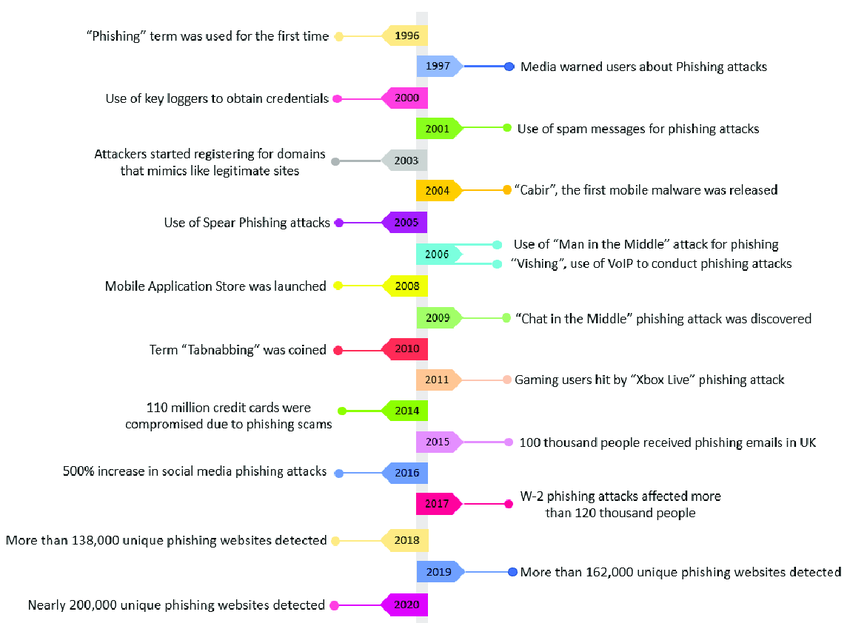 “Phishing” term was used for the first time
1996
1997
Media warned users about Phishing attacks
Use of key loggers to obtain credentials
2000
2001
Use of spam messages for phishing attacks
Attackers started registering for domains
that mimics like legitimate sites
2003
2004
“Cabir”, the first mobile malware was released
Use of Spear Phishing attacks
2005
2006
Use of “Man in the Middle” attack for phishing
“Vishing”, use of VoIP to conduct phishing attacks
Mobile Application Store was launched
2008
2009
“Chat in the Middle” phishing attack was discovered
Term “Tabnabbing” was coined
2010
2011
Gaming users hit by “Xbox Live” phishing attack
110 million credit cards were
compromised due to phishing scams
2014
2015
100 thousand people received phishing emails in UK
500% increase in social media phishing attacks
2016
2017
W-2 phishing attacks affected more
than 120 thousand people
More than 138,000 unique phishing websites detected
2018
2019
More than 162,000 unique phishing websites detected
Nearly 200,000 unique phishing websites detected
2020